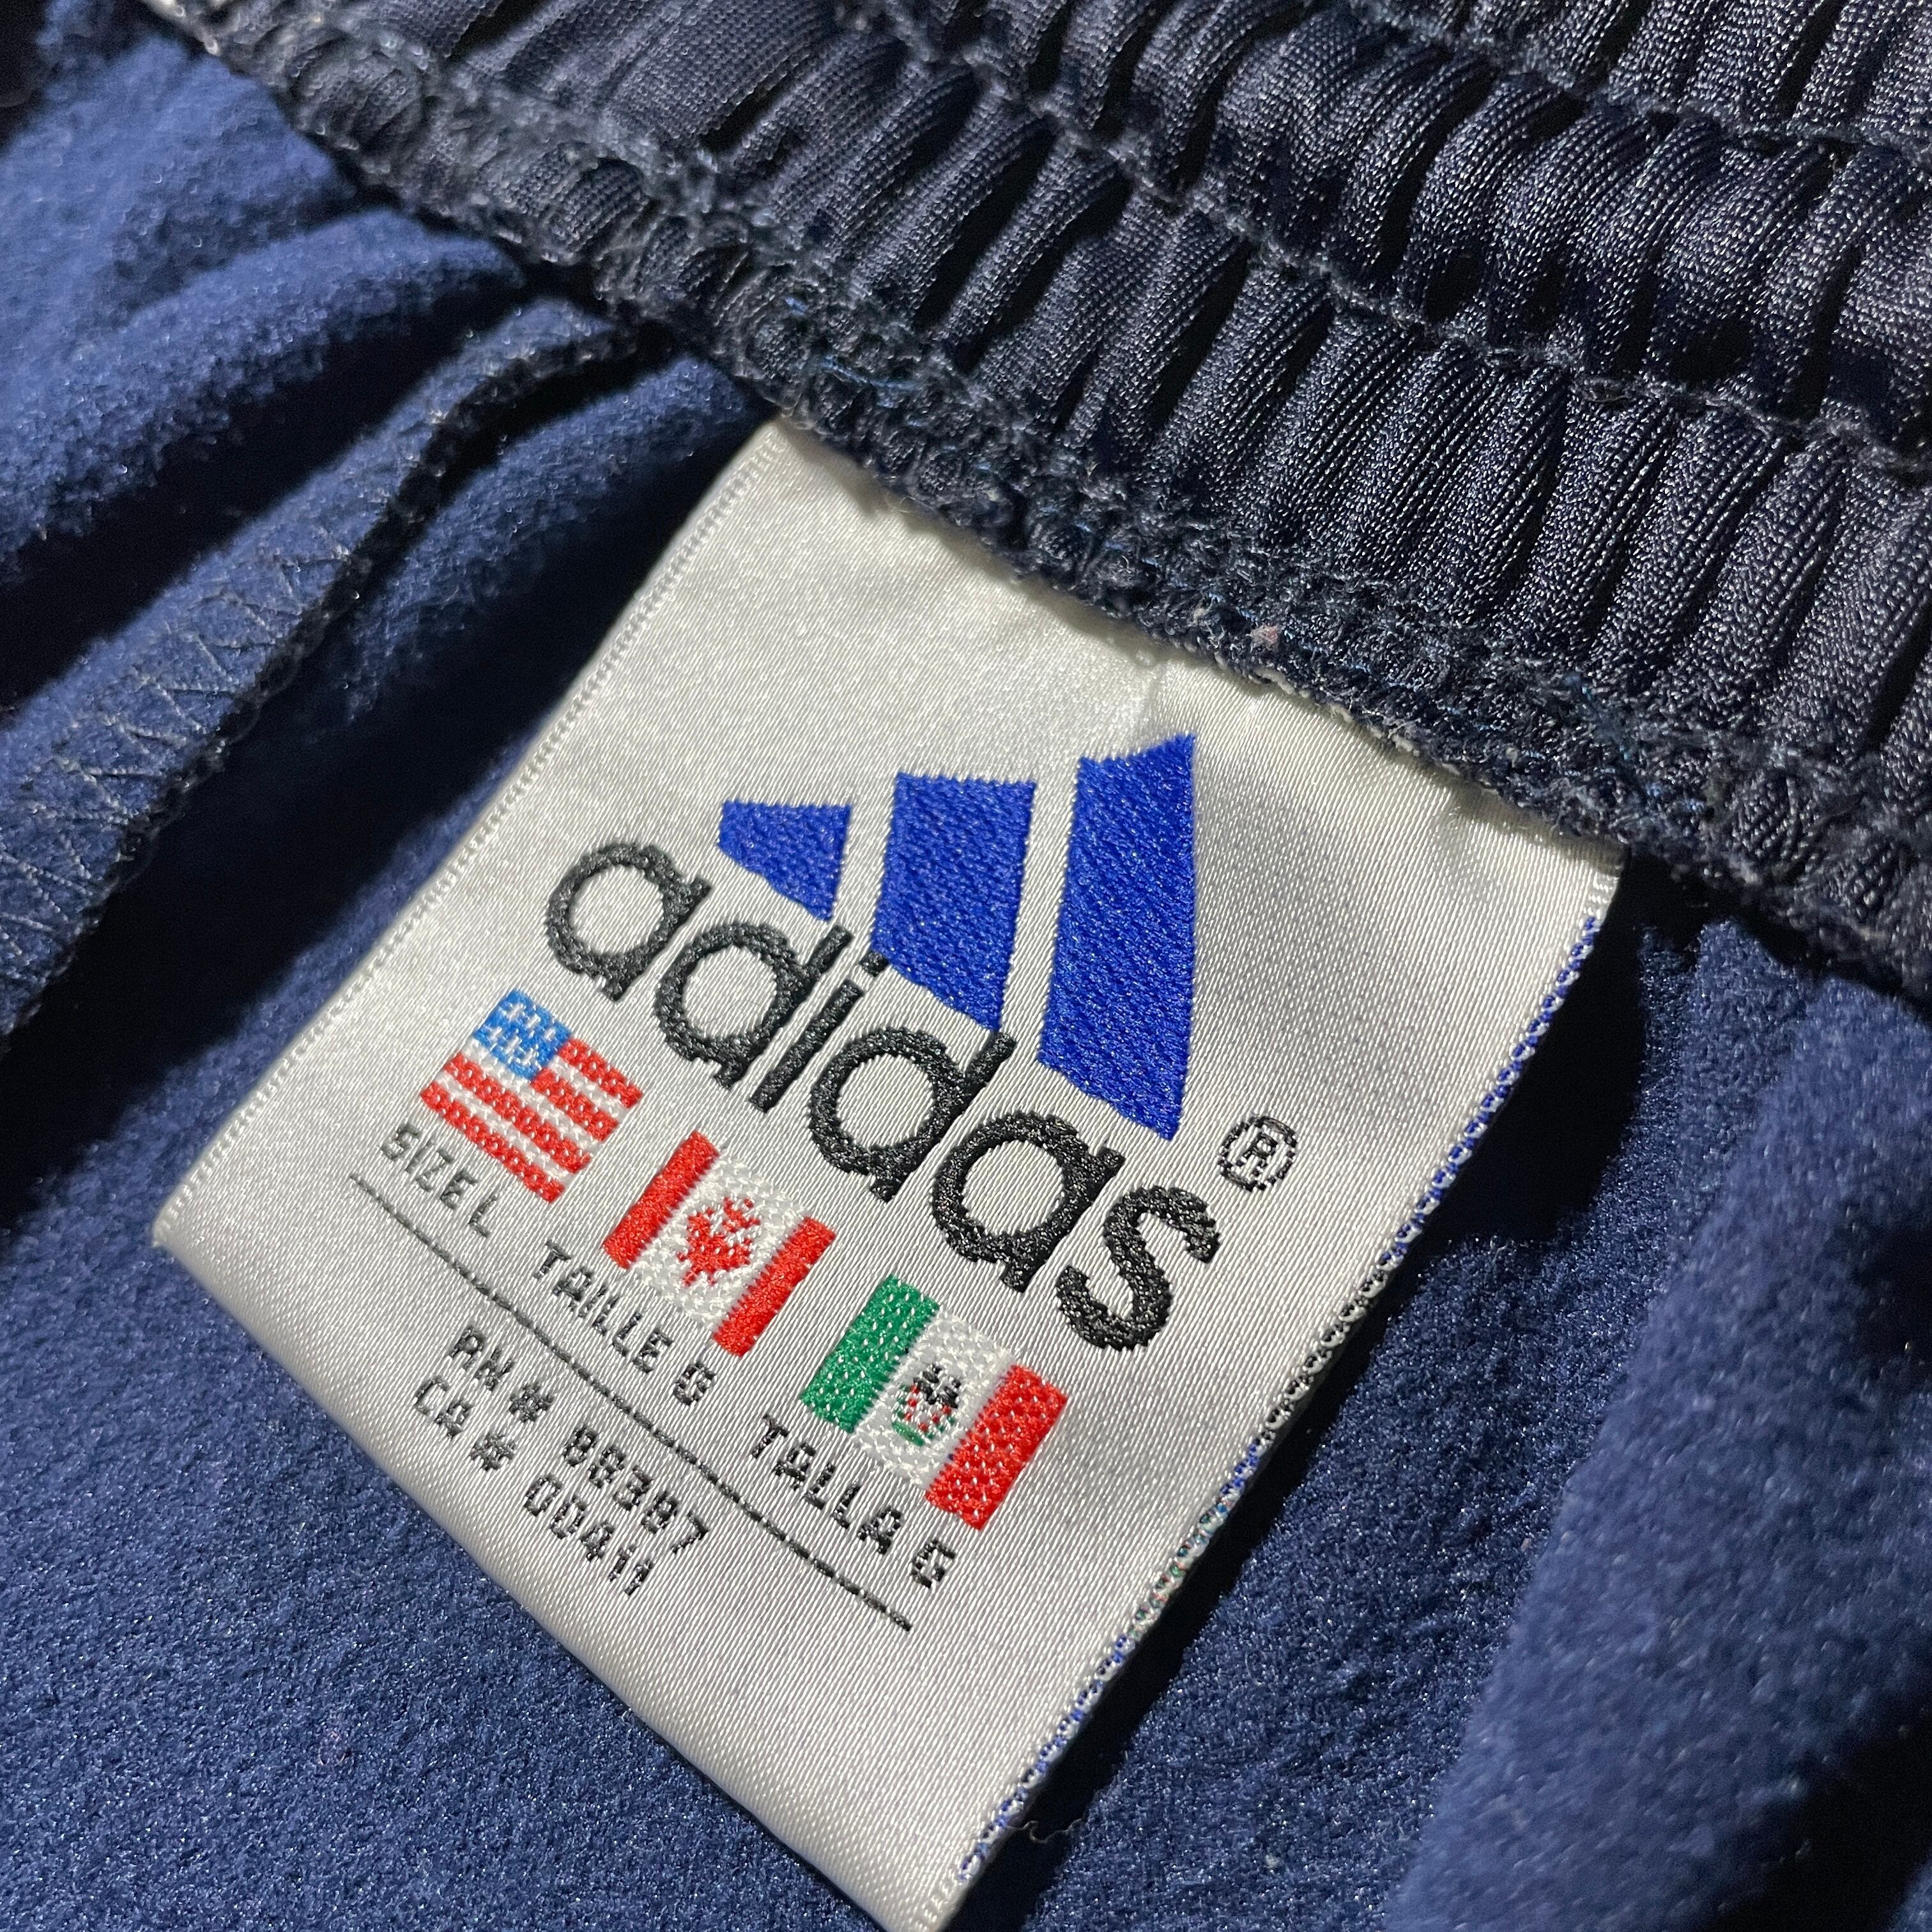 adidas®
SIZE L TAILLE G TALLA G
RN # 88387
CA # 00411